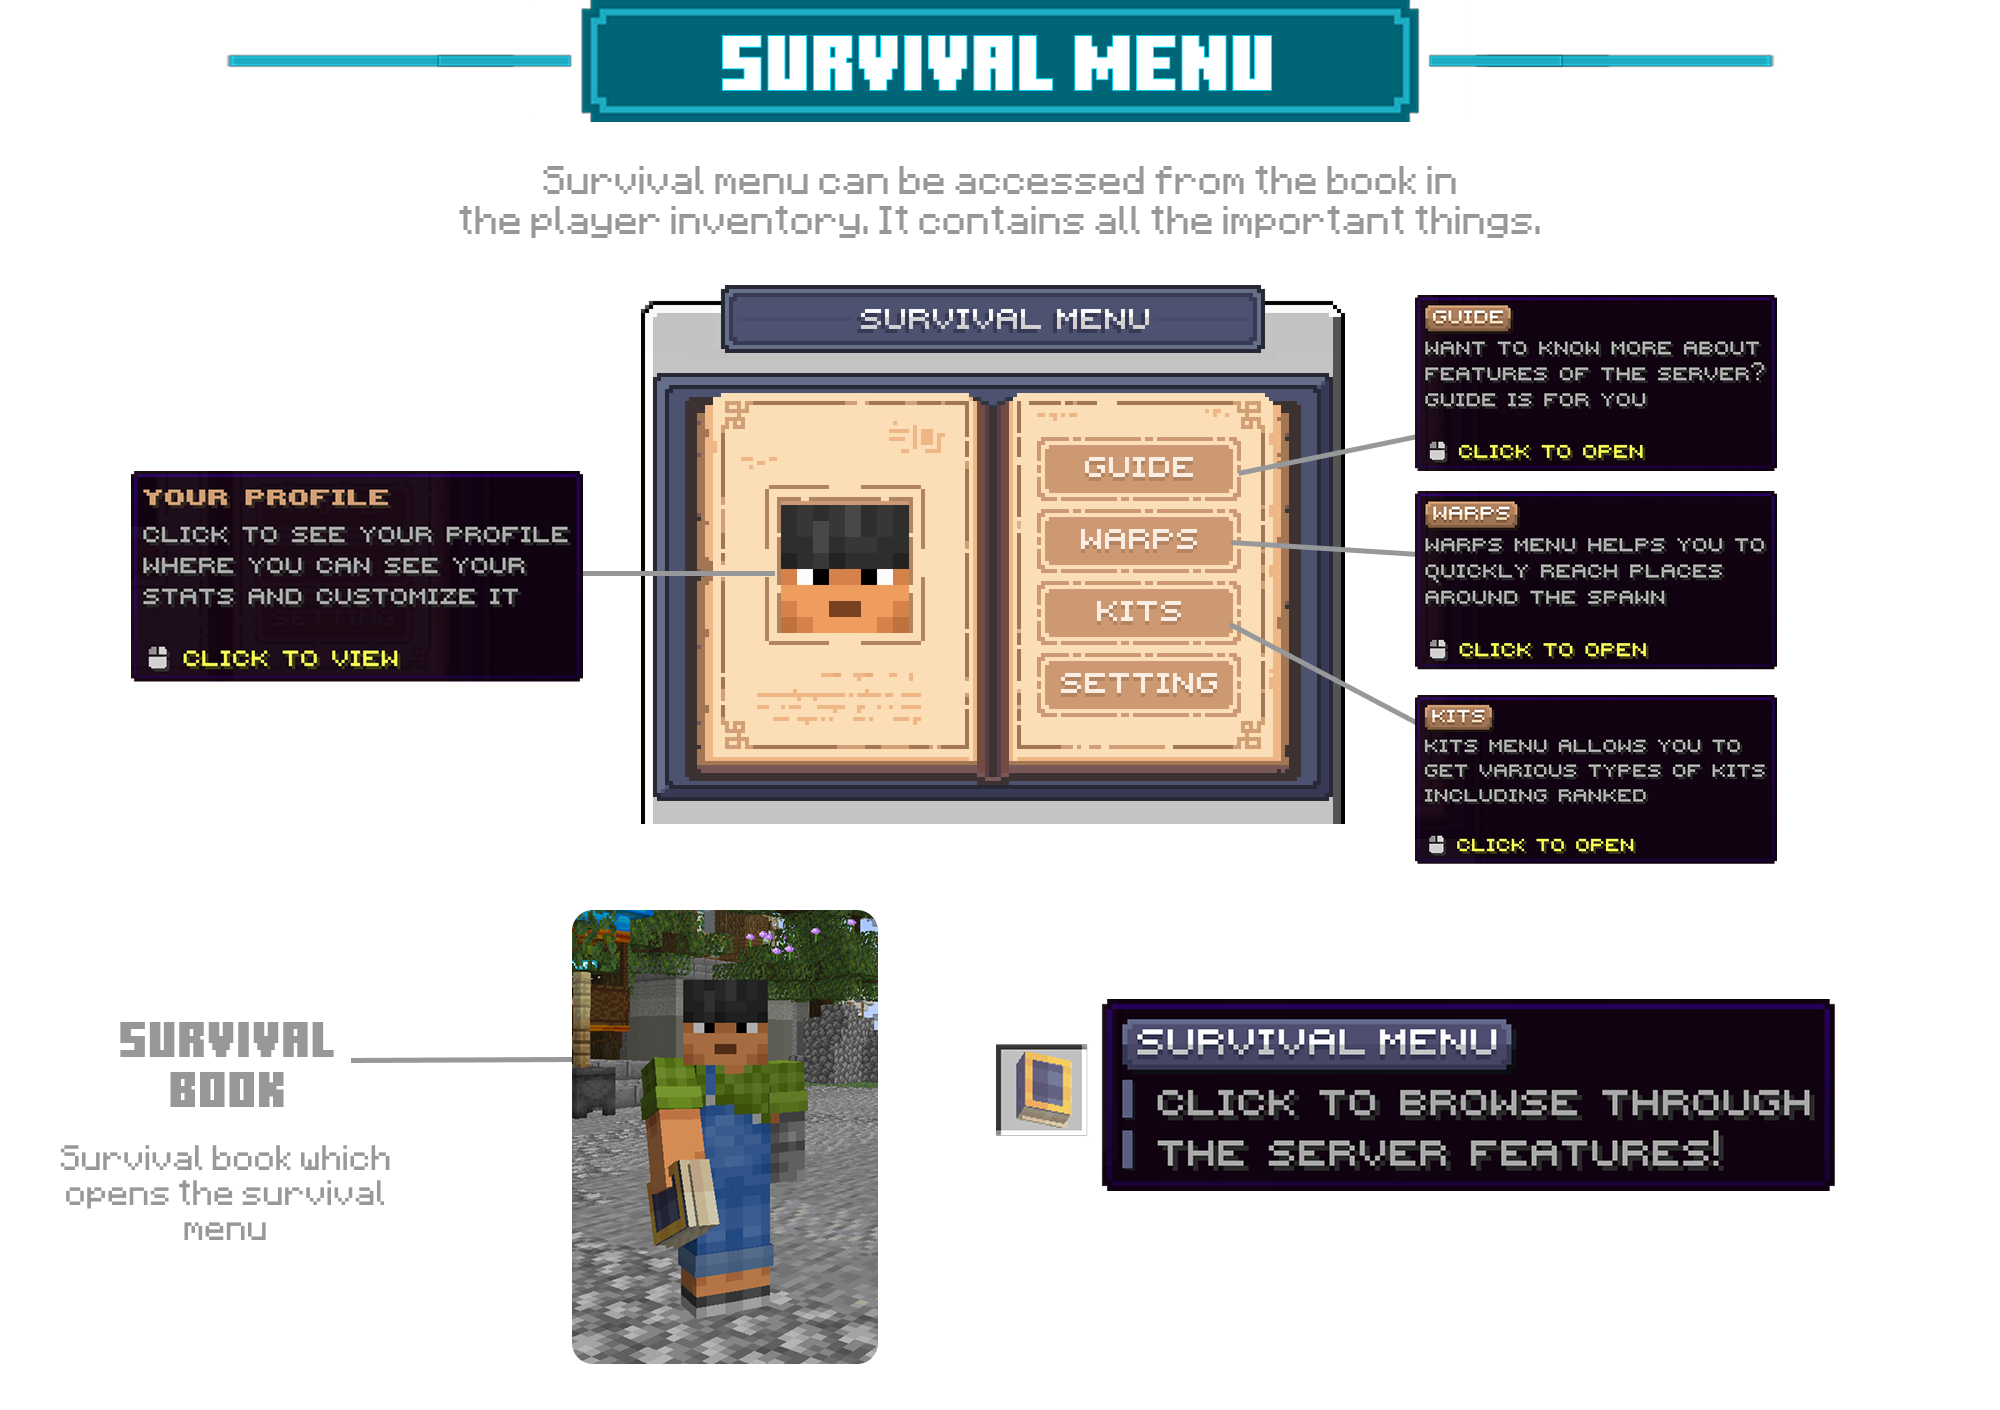 SURVIVAL MENU
Survival menu can be accessed from the book in
the player inventory. It contains all the important things.
SURVIVAL MENU
GUIDE
WARPS
KITS
SETTING
YOUR PROFILE
CLICK TO SEE YOUR PROFILE
WHERE YOU CAN SEE YOUR
STATS AND CUSTOMIZE IT
CLICK TO VIEW
GUIDE
WANT TO KNOW MORE ABOUT
FEATURES OF THE SERVER?
GUIDE IS FOR YOU
CLICK TO OPEN
WARPS
WARPS MENU HELPS YOU TO
QUICKLY REACH PLACES
AROUND THE SPAWN
CLICK TO OPEN
KITS
KITS MENU ALLOWS YOU TO
GET VARIOUS TYPES OF KITS
INCLUDING RANKED
CLICK TO OPEN
SURVIVAL
BOOK
Survival book which
opens the survival
menu
SURVIVAL MENU
CLICK TO BROWSE THROUGH
THE SERVER FEATURES!